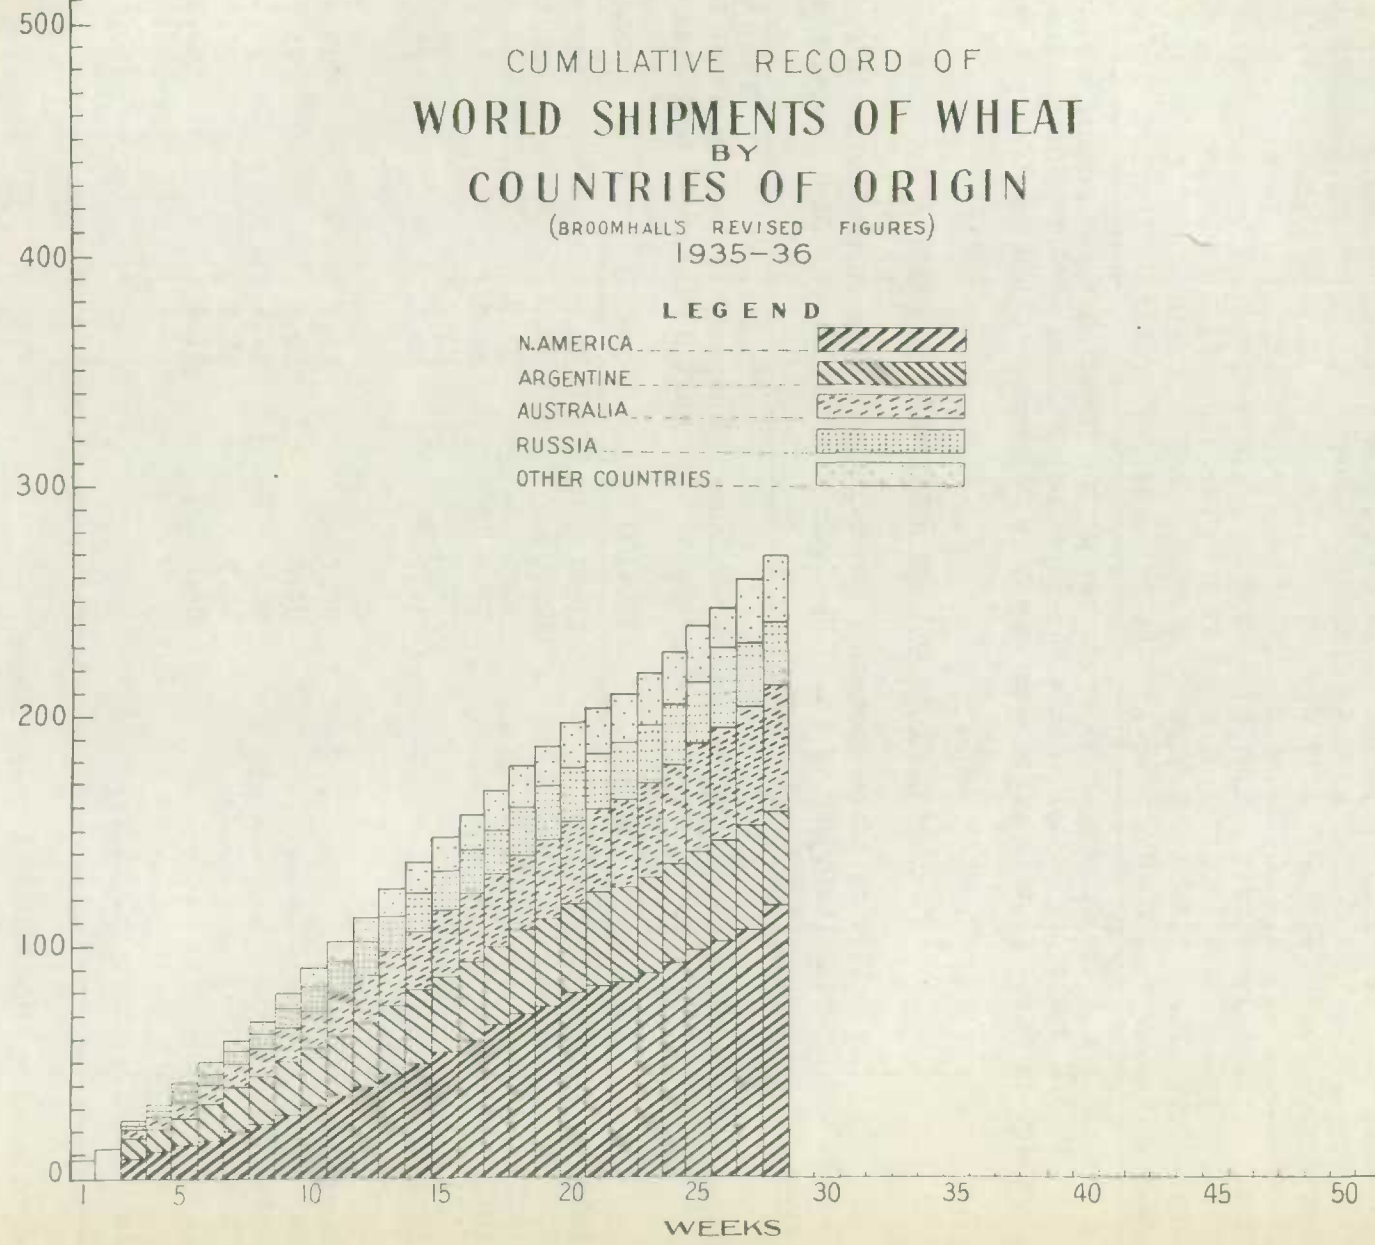 CUMULATIVE RECORD OF
WORLD SHIPMENTS OF WHEAT
BY
COUNTRIES OF ORIGIN
(BROOMHALL'S REVISED FIGURES)
1935-36
LEGEND
N.AMERICA
ARGENTINE
AUSTRALIA
RUSSIA
OTHER COUNTRIES
500
400
300
200
100
0
1 5 10 15 20 25 30 35 40 45 50
WEEKS